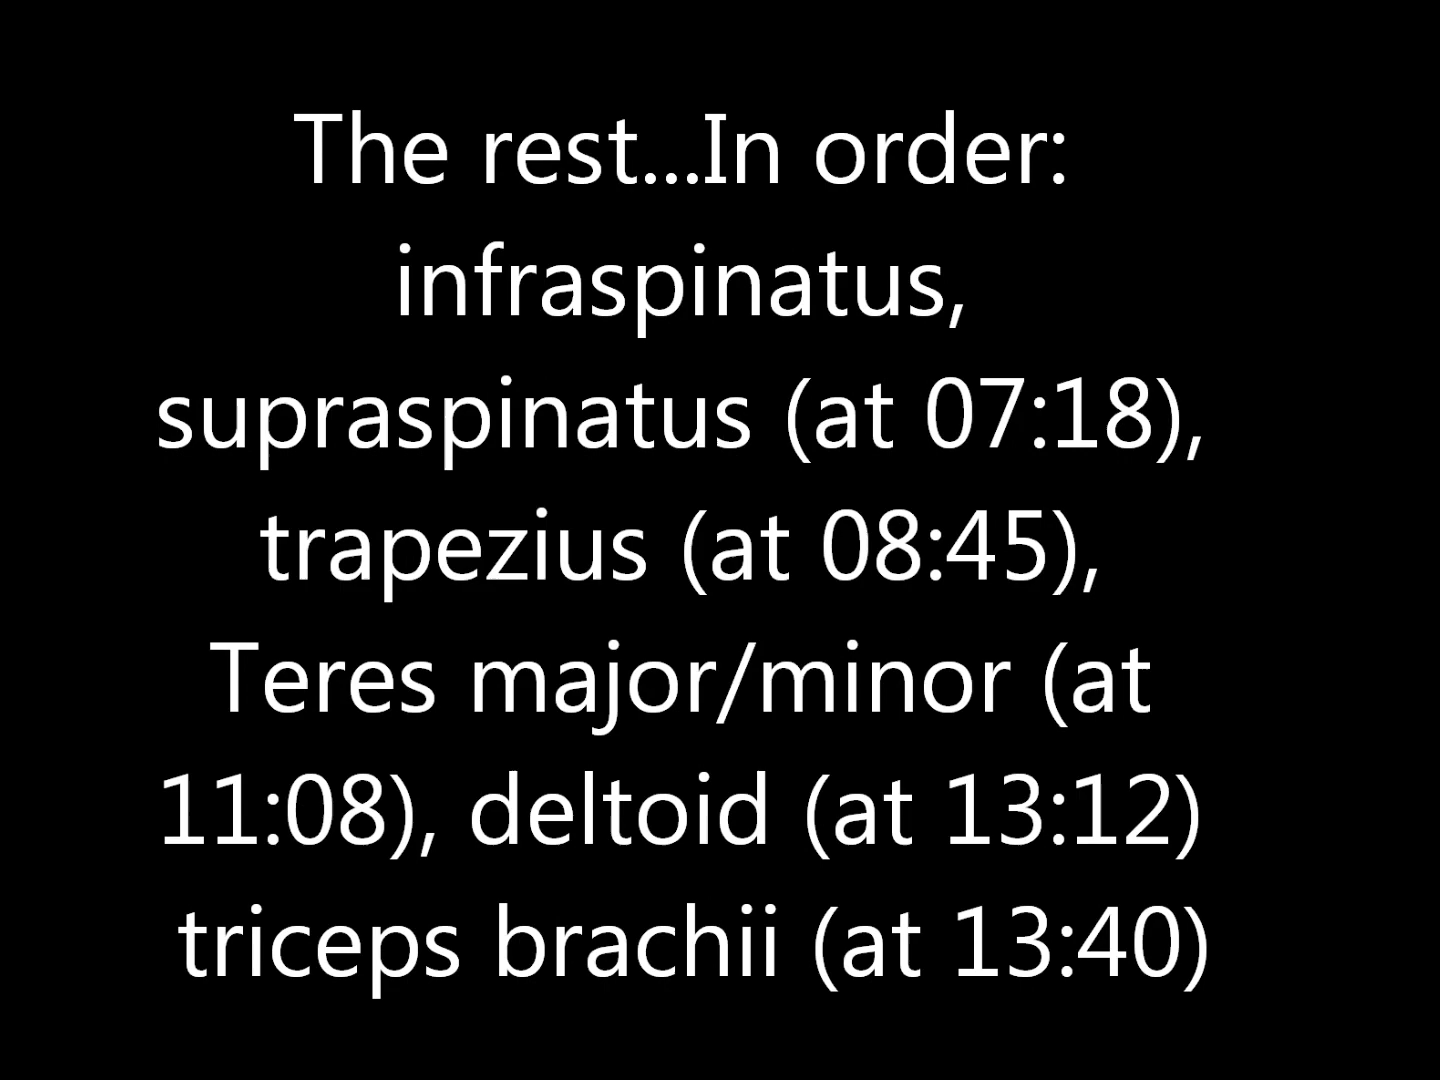 The rest...In order:
infraspinatus,
supraspinatus (at 07:18),
trapezius (at 08:45),
Teres major/minor (at
11:08), deltoid (at 13:12)
triceps brachii (at 13:40)